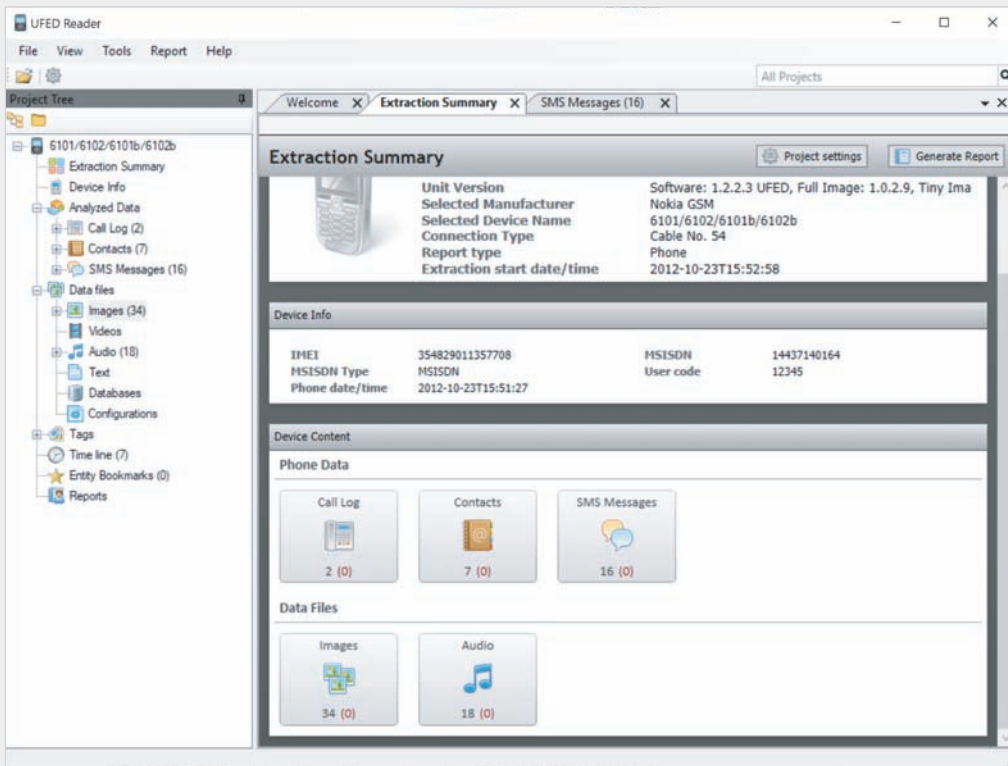 UFED Reader
File View Tools Report Help
All Projects
Project Tree
6101/6102/6101b/6102b
Extraction Summary
Device Info
Analyzed Data
Call Log (2)
Contacts (7)
SMS Messages (16)
Data files
Images (34)
Videos
Audio (18)
Text
Databases
Configurations
Tags
Time line (7)
Entity Bookmarks (0)
Reports
Welcome X Extraction Summary X SMS Messages (16) X
Extraction Summary Project settings Generate Report
Unit Version Software: 1.2.2.3 UFED, Full Image: 1.0.2.9, Tiny Ima
Selected Manufacturer Nokia GSM
Selected Device Name 6101/6102/6101b/6102b
Connection Type Cable No. 54
Report type Phone
Extraction start date/time 2012-10-23T15:52:58
Device Info
IMEI 354829011357708 MSISDN 14437140164
MSISDN Type MSISDN User code 12345
Phone date/time 2012-10-23T15:51:27
Device Content
Phone Data
Call Log Contacts SMS Messages
2 (0) 7 (0) 16 (0)
Data Files
Images Audio
34 (0) 18 (0)